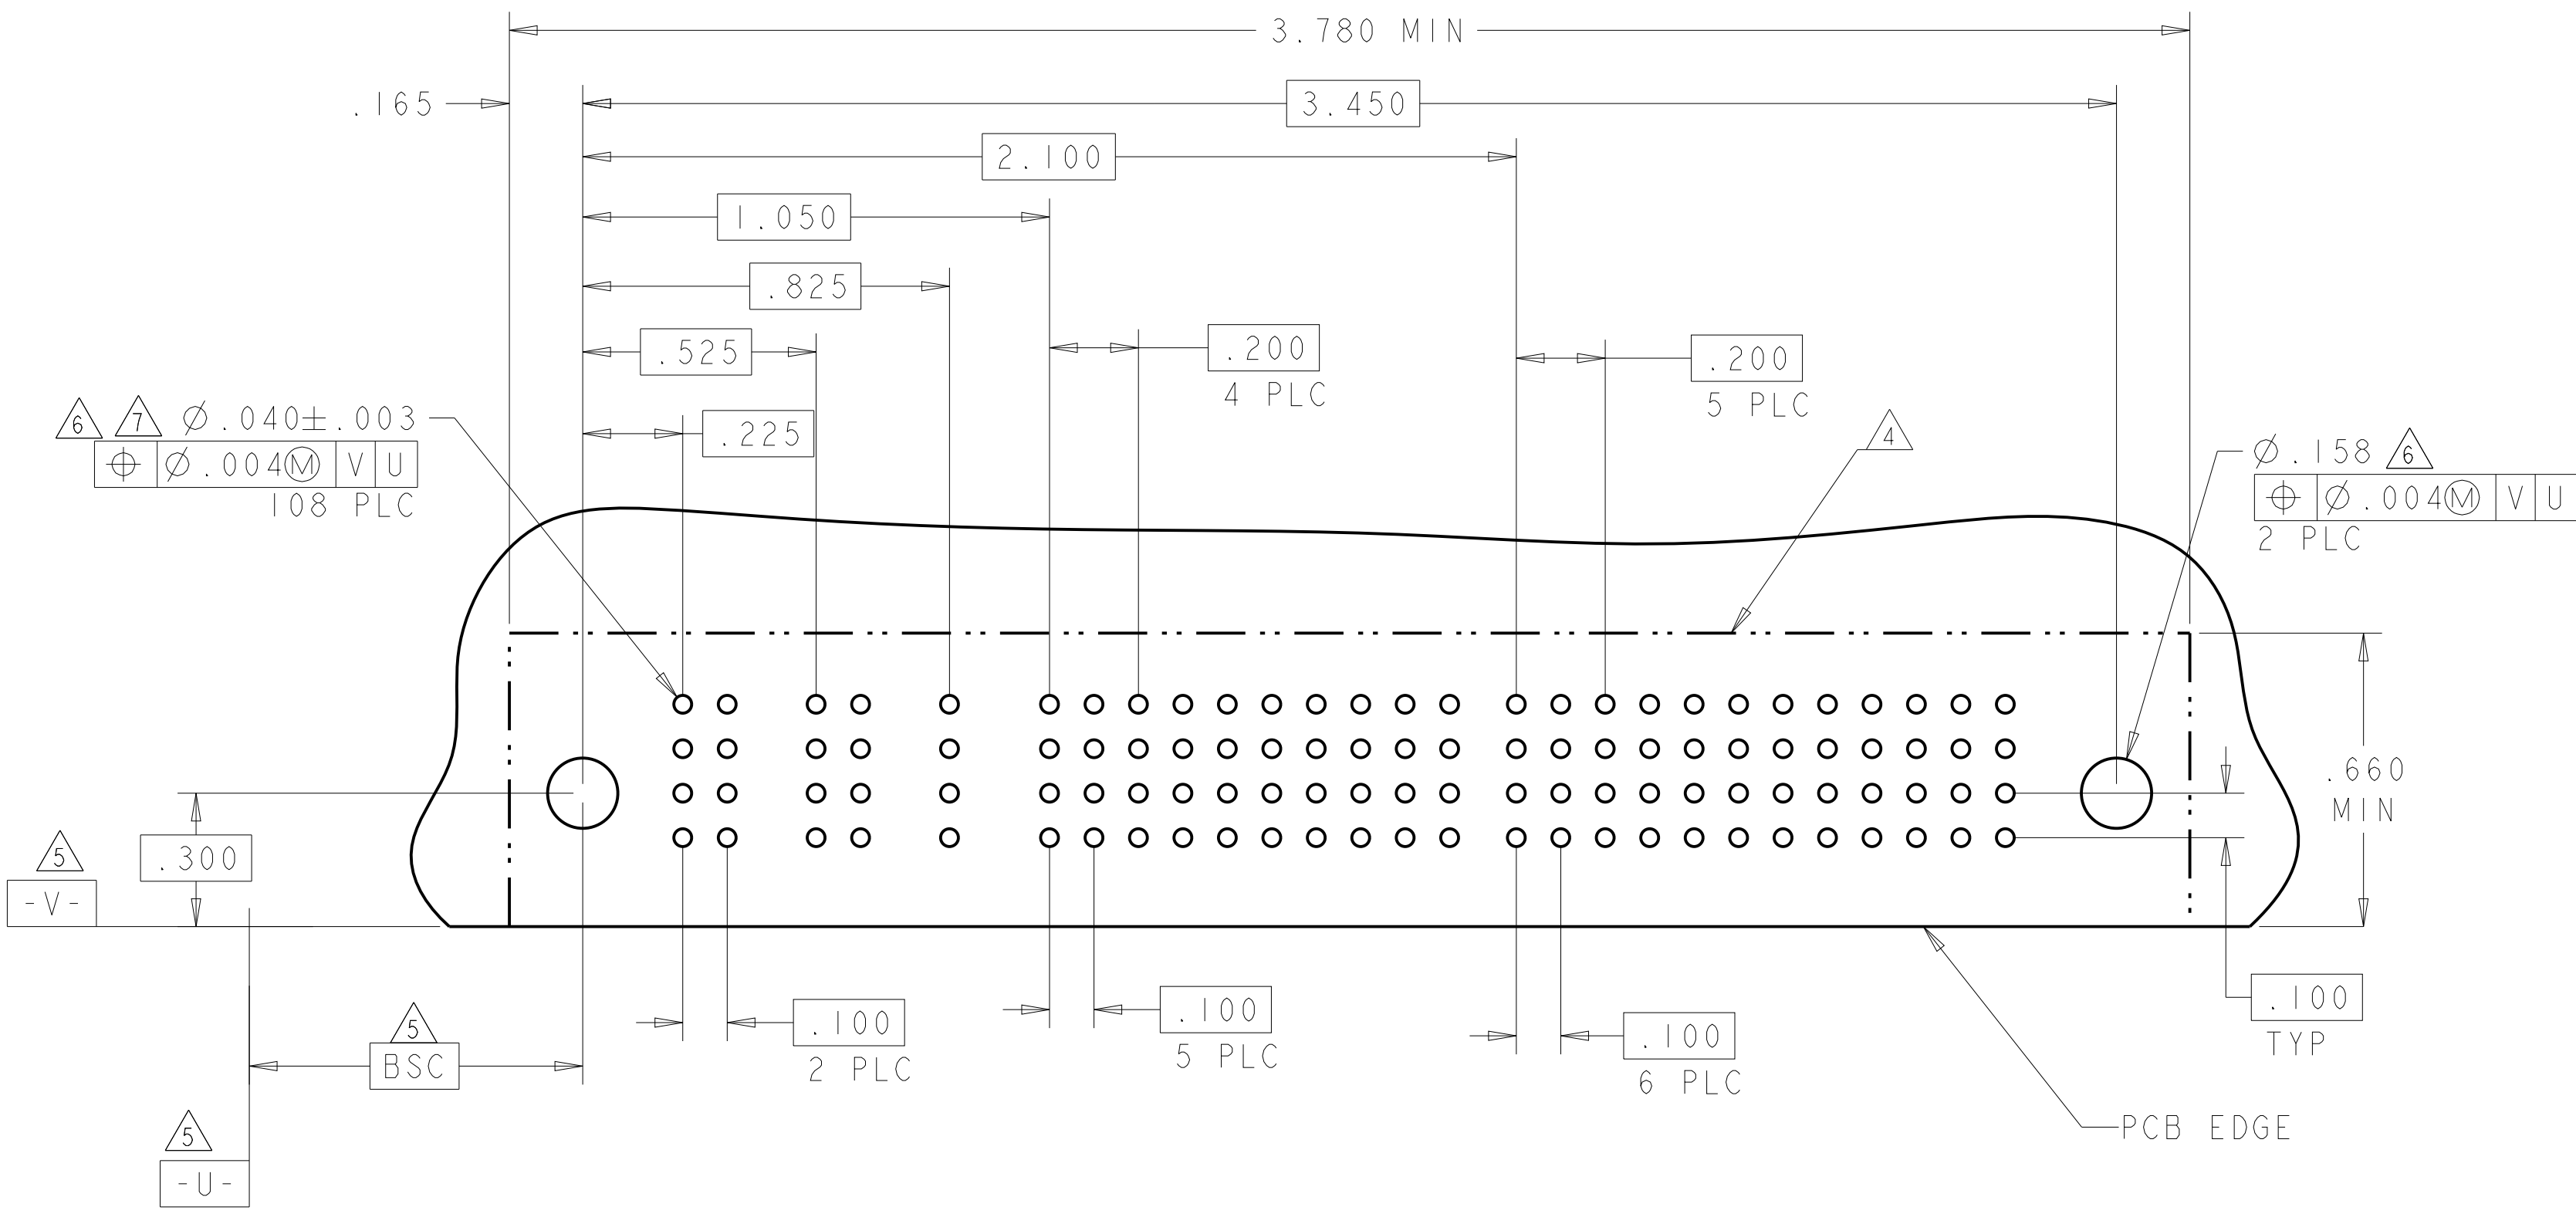 3.780 MIN
.165
3.450
2.100
1.050
.825
.525
.200
4 PLC
.200
5 PLC
6 7 Ø.040±.003
⌖ Ø.004Ⓜ V U
108 PLC
.225
4
Ø.158 6
⌖ Ø.004Ⓜ V U
2 PLC
.660
MIN
5
-V-
.300
.100
TYP
5
BSC
.100
2 PLC
.100
5 PLC
.100
6 PLC
PCB EDGE
5
-U-